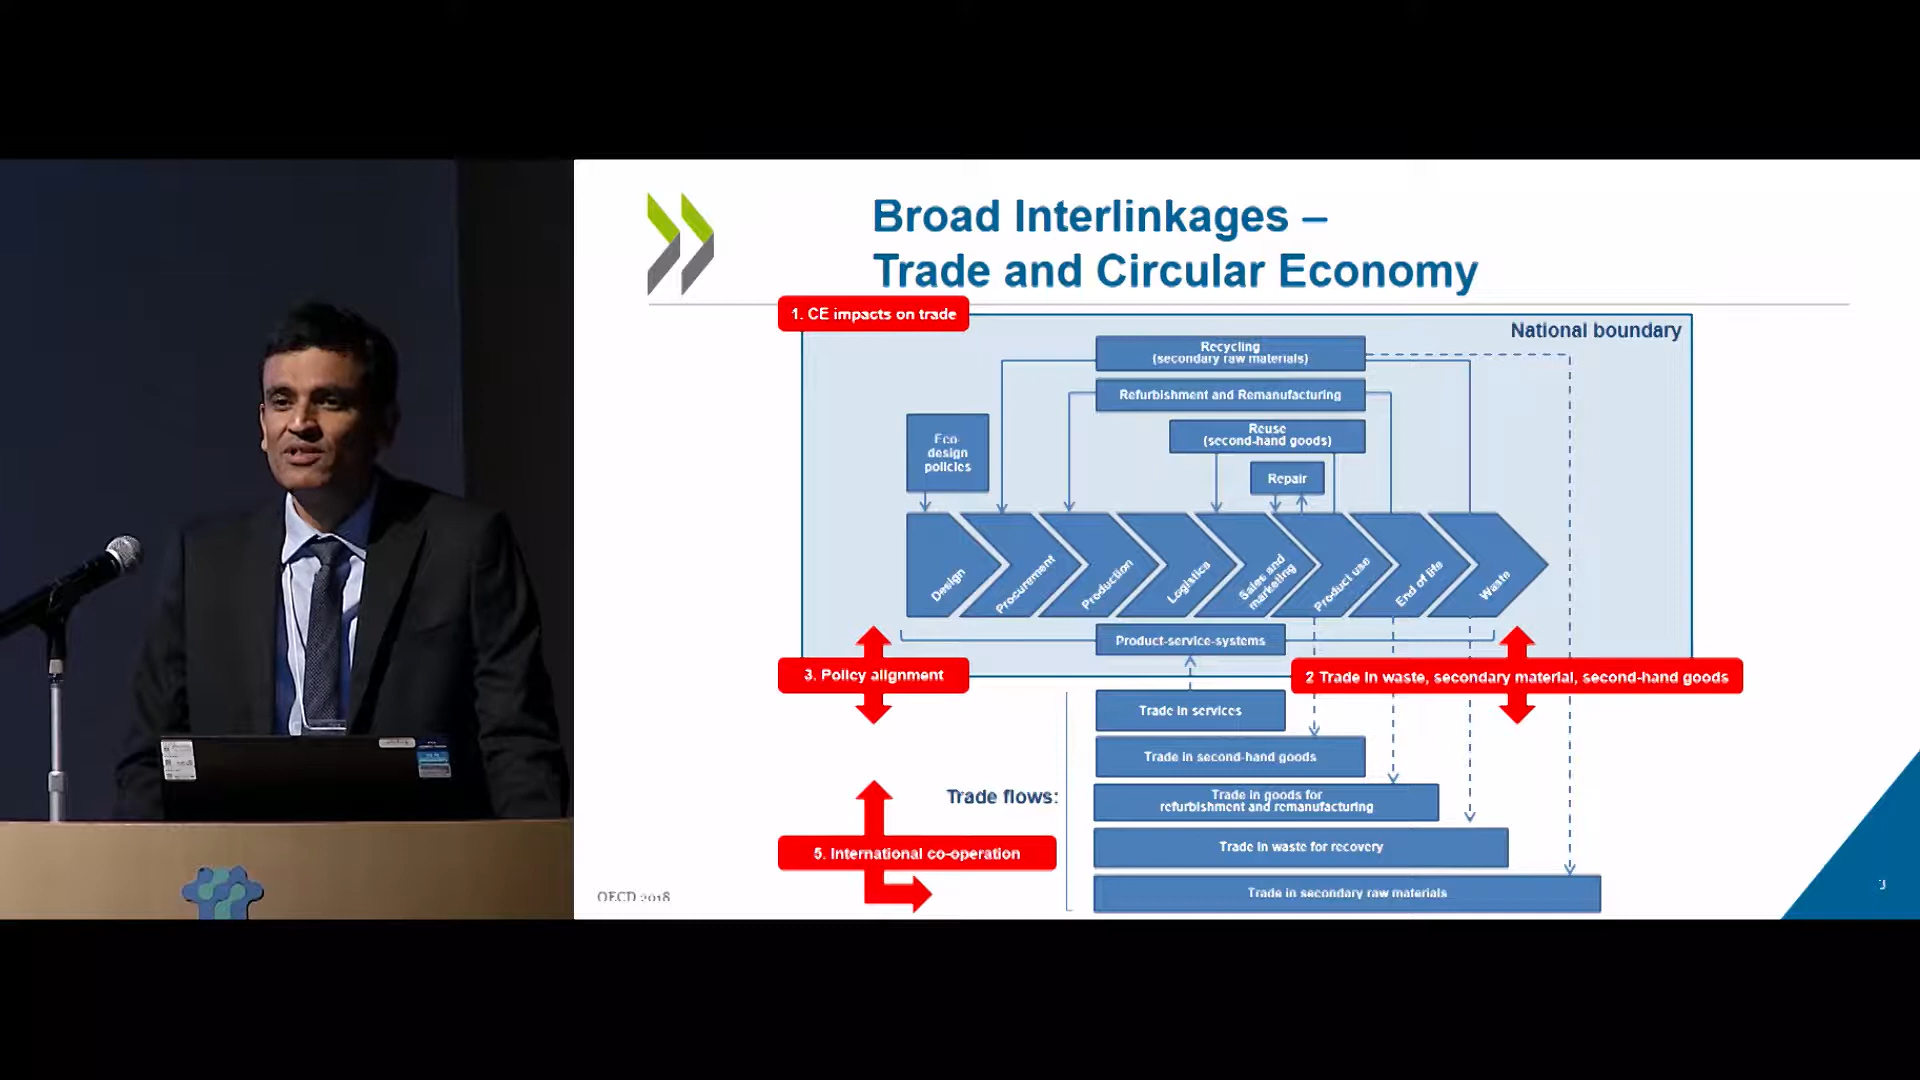 Broad Interlinkages –
Trade and Circular Economy
1. CE impacts on trade
National boundary
Recycling
(secondary raw materials)
Refurbishment and Remanufacturing
Reuse
(second-hand goods)
Repair
Eco-
design
policies
Design
Procurement
Production
Logistics
Sales and
marketing
Product use
End of life
Waste
Product-service-systems
3. Policy alignment
2 Trade in waste, secondary material, second-hand goods
Trade in services
Trade in second-hand goods
Trade flows:
Trade in goods for
refurbishment and remanufacturing
5. International co-operation
Trade in waste for recovery
Trade in secondary raw materials
OECD 2018
3